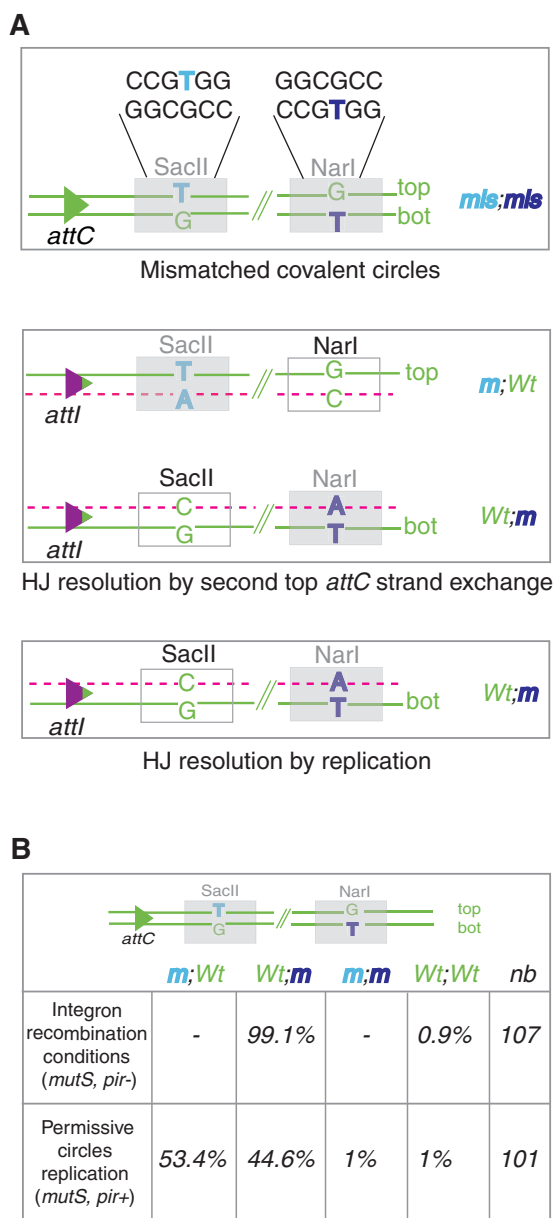 A
CCGTGG GGCGCC
GGCGCC CCGTGG
SacII NarI
T G top
G T bot
attC
mls;mls
Mismatched covalent circles
SacII NarI
T G top
A C
attI
m;Wt
SacII NarI
C A
G T bot
attI
Wt;m
HJ resolution by second top attC strand exchange
SacII NarI
C A
G T bot
attI
Wt;m
HJ resolution by replication
B
SacII NarI
T G top
G T bot
attC
m;Wt Wt;m m;m Wt;Wt nb
Integron
recombination
conditions
(mutS, pir-)
- 99.1% - 0.9% 107
Permissive
circles
replication
(mutS, pir+)
53.4% 44.6% 1% 1% 101